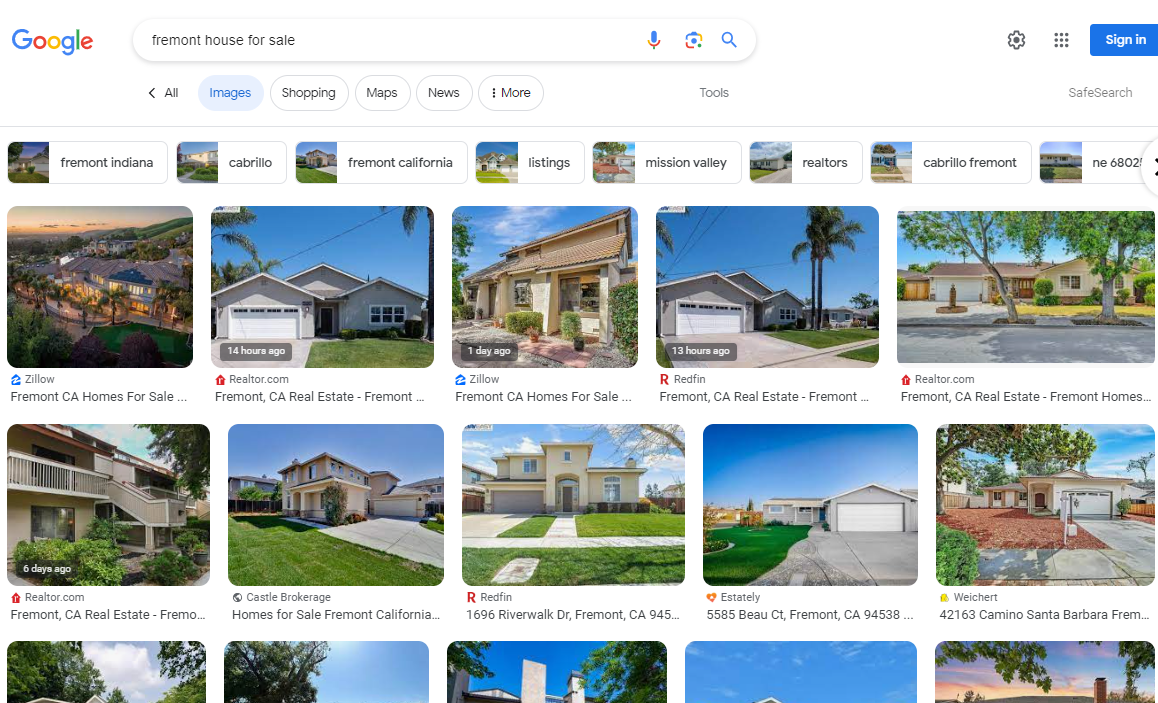 Google
fremont house for sale
Sign in
All
Images
Shopping
Maps
News
More
Tools
SafeSearch
fremont indiana
cabrillo
fremont california
listings
mission valley
realtors
cabrillo fremont
ne 6802
14 hours ago
1 day ago
13 hours ago
Zillow
Realtor.com
Zillow
Redfin
Realtor.com
Fremont CA Homes For Sale ...
Fremont, CA Real Estate - Fremont ...
Fremont CA Homes For Sale ...
Fremont, CA Real Estate - Fremont ...
Fremont, CA Real Estate - Fremont Homes...
6 days ago
Realtor.com
Castle Brokerage
Redfin
Estately
Weichert
Fremont, CA Real Estate - Fremo...
Homes for Sale Fremont California...
1696 Riverwalk Dr, Fremont, CA 945...
5585 Beau Ct, Fremont, CA 94538 ...
42163 Camino Santa Barbara Frem...